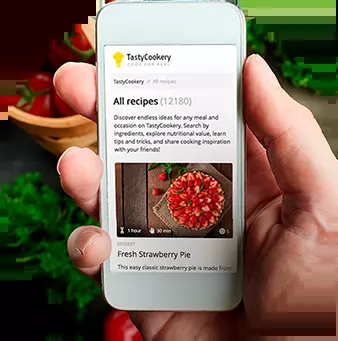 TastyCookery
COOK FOR REAL
TastyCookery // All recipes
All recipes (12180)
Discover endless ideas for any meal and
occasion on TastyCookery. Search by
ingredients, explore nutritional value, learn
tips and tricks, and share cooking inspiration
with your friends!
1 hour 30 min 5
DESSERT
Fresh Strawberry Pie
This easy classic strawberry pie is made from